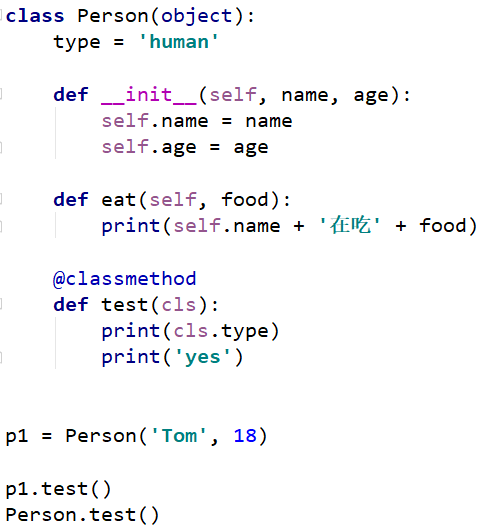 class Person(object):
    type = 'human'

    def __init__(self, name, age):
        self.name = name
        self.age = age

    def eat(self, food):
        print(self.name + '在吃' + food)

    @classmethod
    def test(cls):
        print(cls.type)
        print('yes')


p1 = Person('Tom', 18)

p1.test()
Person.test()